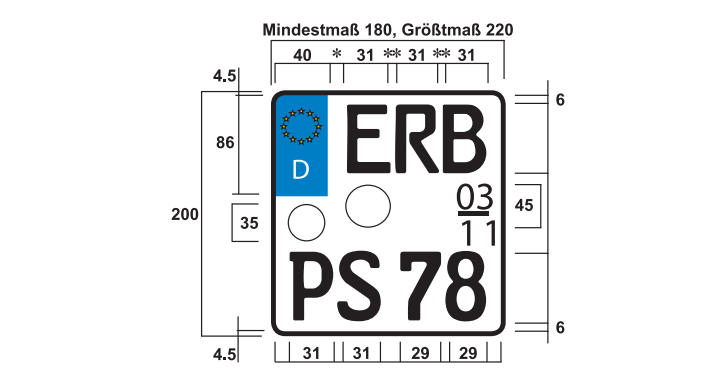 Mindestmaß 180, Größtmaß 220
40 * 31 ** 31 ** 31
4.5
6
86
ERB
D
200
35
03
11
45
PS 78
6
4.5
31 31 29 29